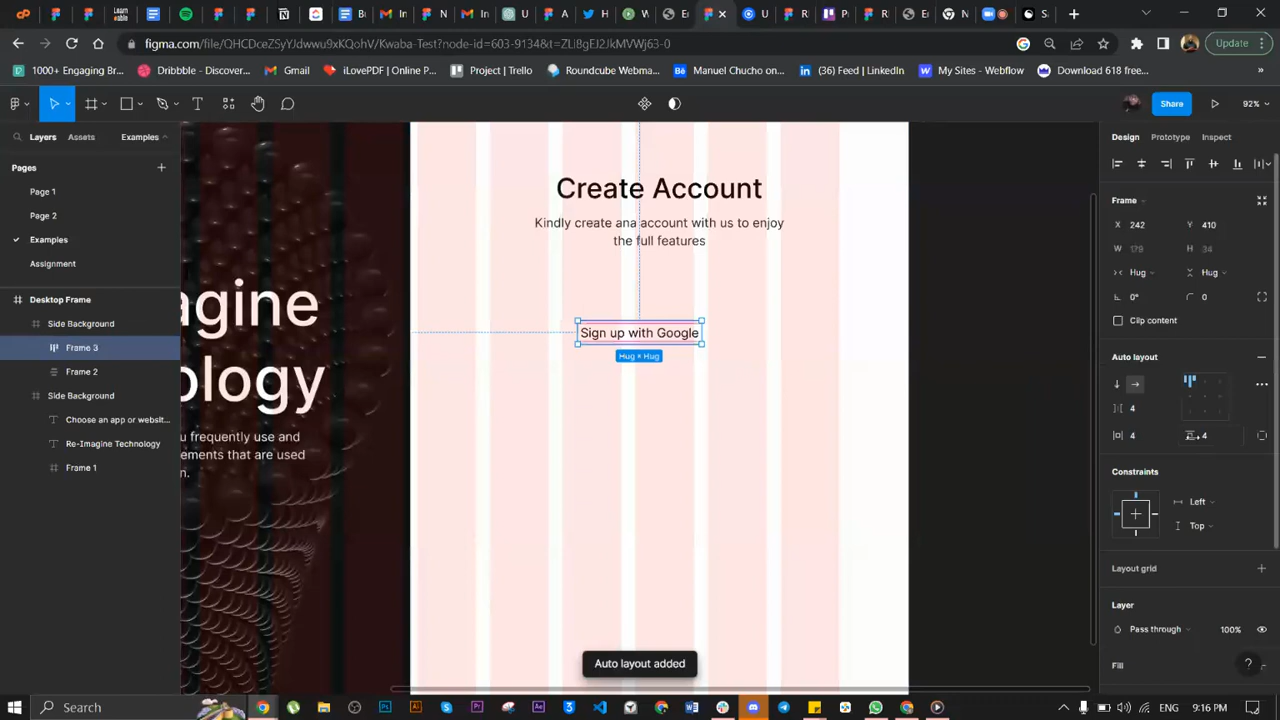 figma.com/file/QHCDceZSyYJdwwu9xKQohV/Kwaba-Test?node-id=603-9134&t=ZLi8gEJ2JkMVWj63-0
Update
1000+ Engaging Br...
Dribbble - Discover...
Gmail
iLovePDF | Online P...
Project | Trello
Roundcube Webma...
Manuel Chucho on...
(36) Feed | LinkedIn
My Sites - Webflow
Download 618 free...
Share
92%
Layers
Assets
Examples
Design
Prototype
Inspect
Pages
Page 1
Page 2
Examples
Assignment
Desktop Frame
Side Background
Frame 3
Frame 2
Side Background
Choose an app or websit...
Re-Imagine Technology
Frame 1
agine
ology
u frequently use and
ements that are used
n.
Create Account
Kindly create ana account with us to enjoy
the full features
Sign up with Google
Hug × Hug
Auto layout added
Frame
X 242
Y 410
W 129
H 34
Hug
Hug
0°
0
Clip content
Auto layout
4
4
4
Constraints
Left
Top
Layout grid
Layer
Pass through
100%
Fill
Search
ENG
9:16 PM